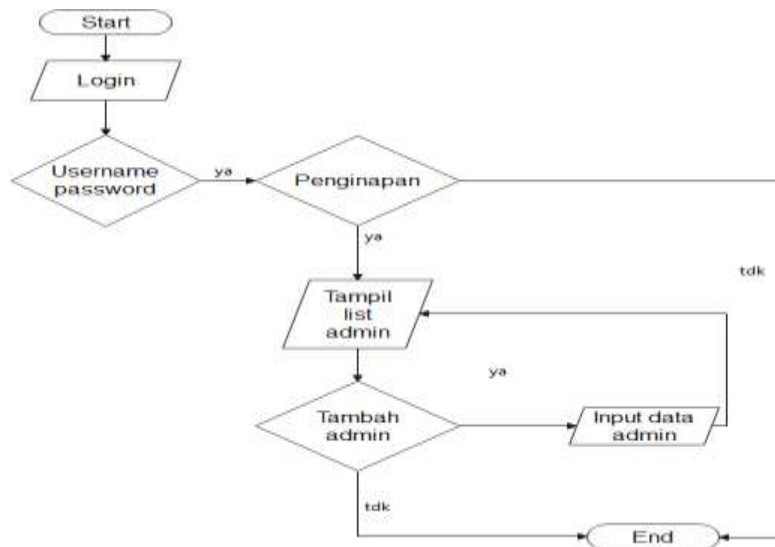 Start
Login
Username
password
ya
Penginapan
ya
tdk
Tampil
list
admin
ya
Tambah
admin
Input data
admin
tdk
End